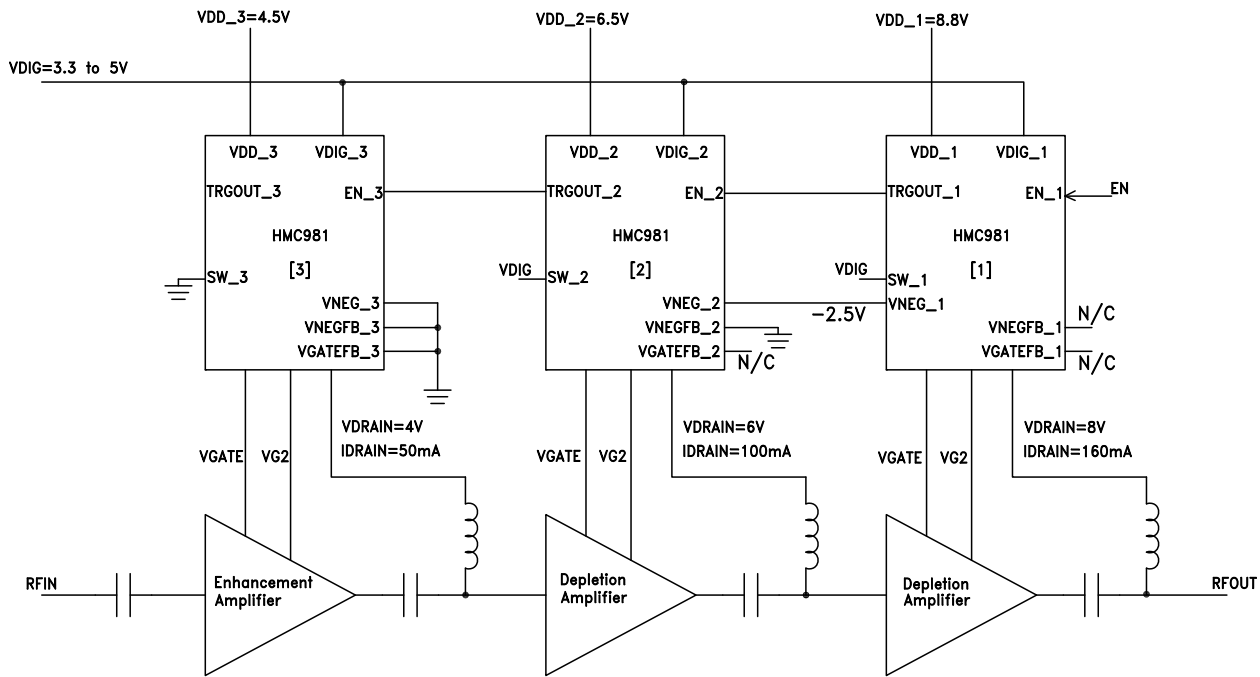 VDD_3=4.5V
VDD_2=6.5V
VDD_1=8.8V
VDIG=3.3 to 5V
VDD_3
VDIG_3
TRGOUT_3
EN_3
HMC981
[3]
SW_3
VNEG_3
VNEGFB_3
VGATEFB_3
VDD_2
VDIG_2
TRGOUT_2
EN_2
HMC981
[2]
VDIG
SW_2
VNEG_2
VNEGFB_2
VGATEFB_2
N/C
VDD_1
VDIG_1
TRGOUT_1
EN_1
EN
HMC981
[1]
VDIG
SW_1
VNEG_1
-2.5V
VNEGFB_1
N/C
VGATEFB_1
N/C
VGATE
VG2
VDRAIN=4V
IDRAIN=50mA
VGATE
VG2
VDRAIN=6V
IDRAIN=100mA
VGATE
VG2
VDRAIN=8V
IDRAIN=160mA
RFIN
Enhancement
Amplifier
Depletion
Amplifier
Depletion
Amplifier
RFOUT